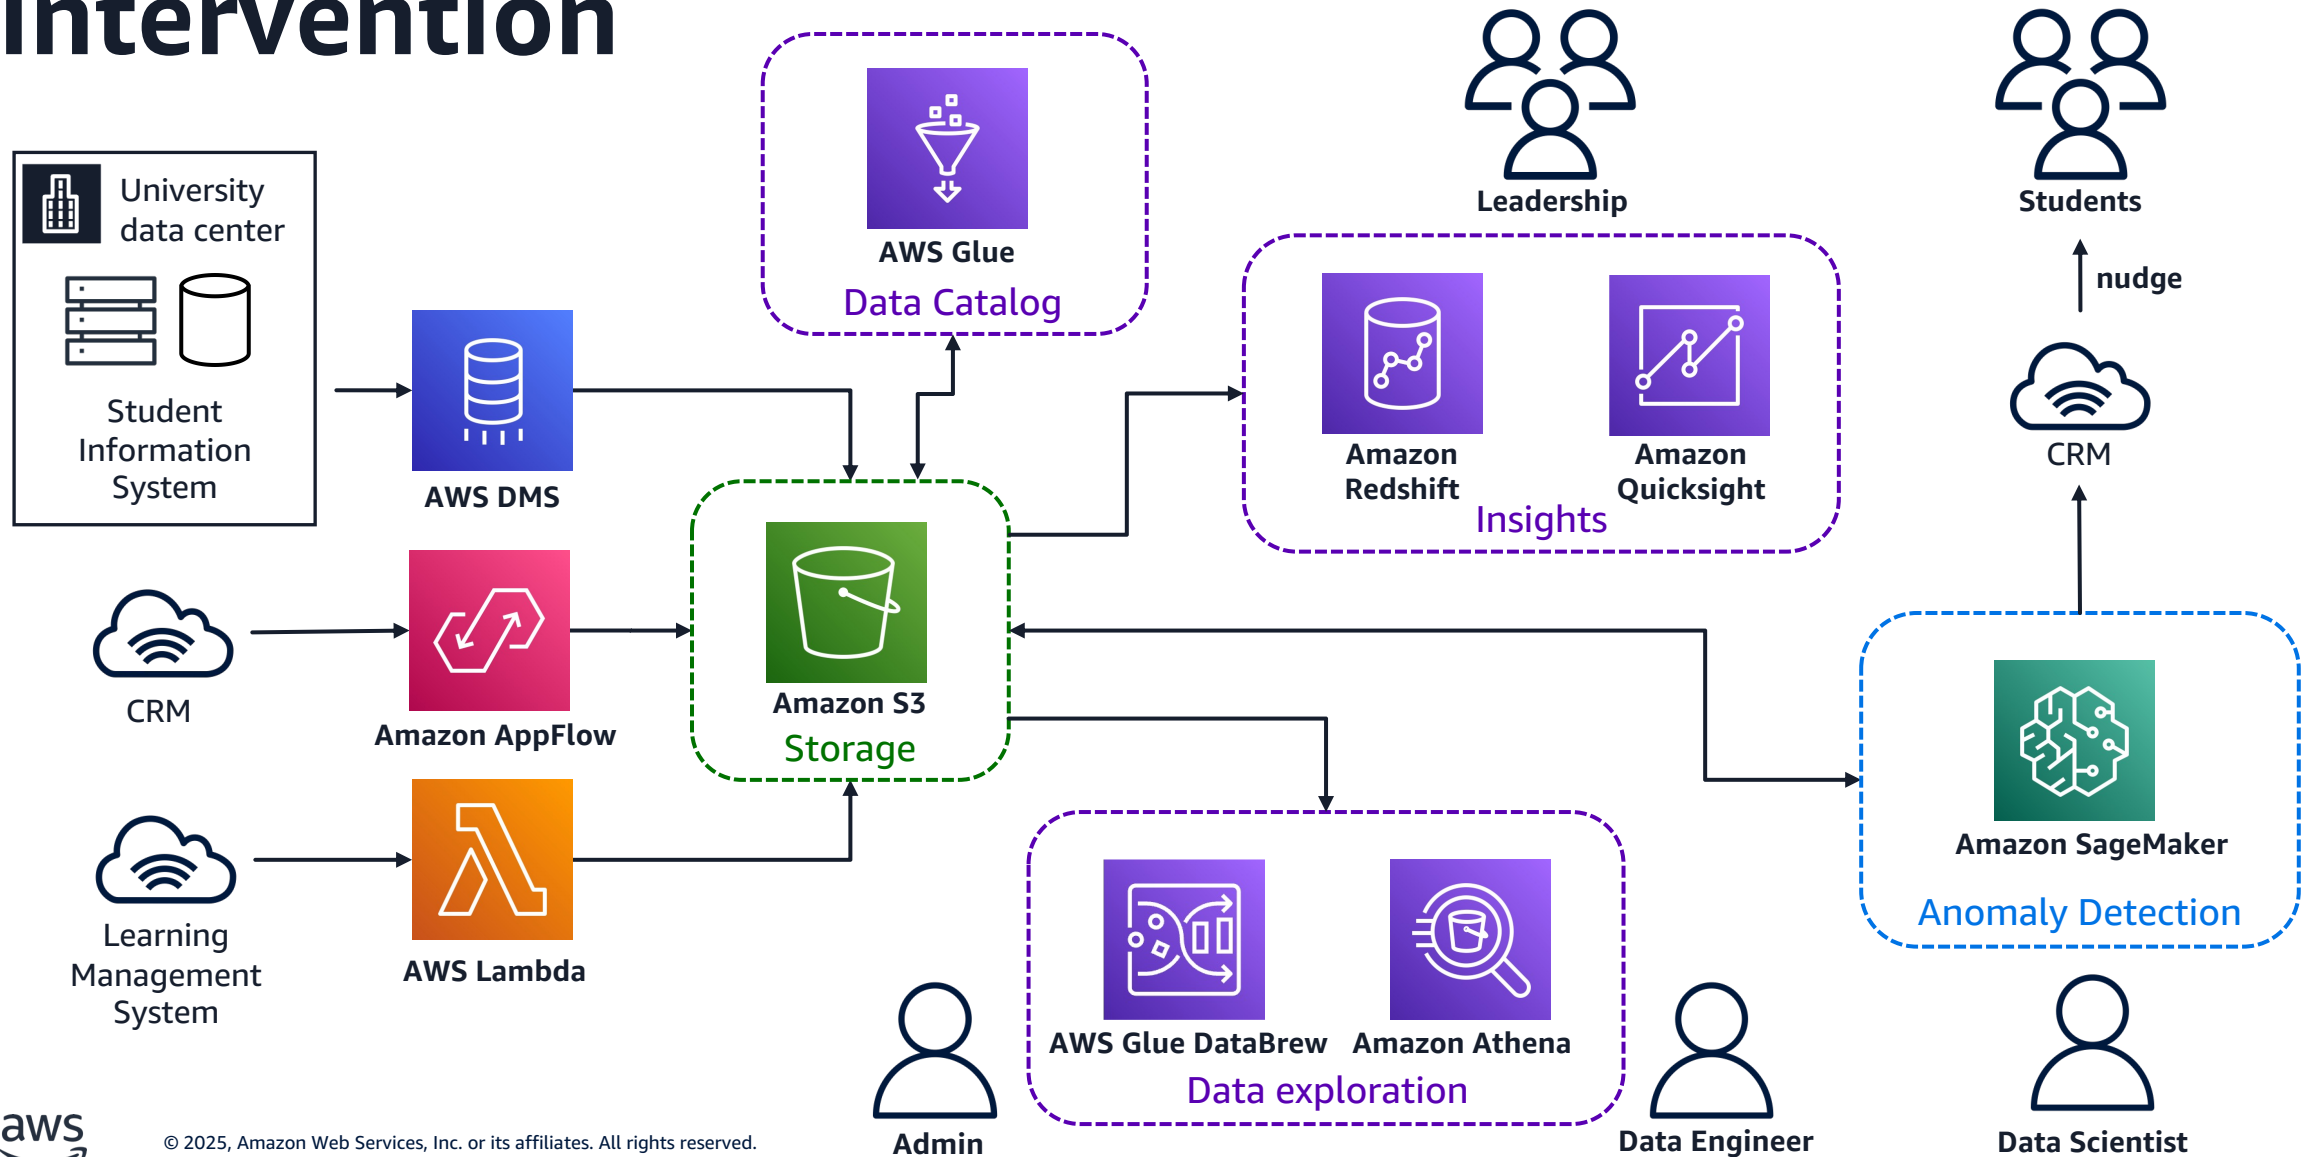 Intervention
University
data center
Student
Information
System
AWS DMS
CRM
Amazon AppFlow
Learning
Management
System
AWS Lambda
AWS Glue
Data Catalog
Amazon S3
Storage
Leadership
Amazon
Redshift
Amazon
Quicksight
Insights
Students
nudge
CRM
Amazon SageMaker
Anomaly Detection
AWS Glue DataBrew
Amazon Athena
Data exploration
Admin
Data Engineer
Data Scientist
aws
© 2025, Amazon Web Services, Inc. or its affiliates. All rights reserved.